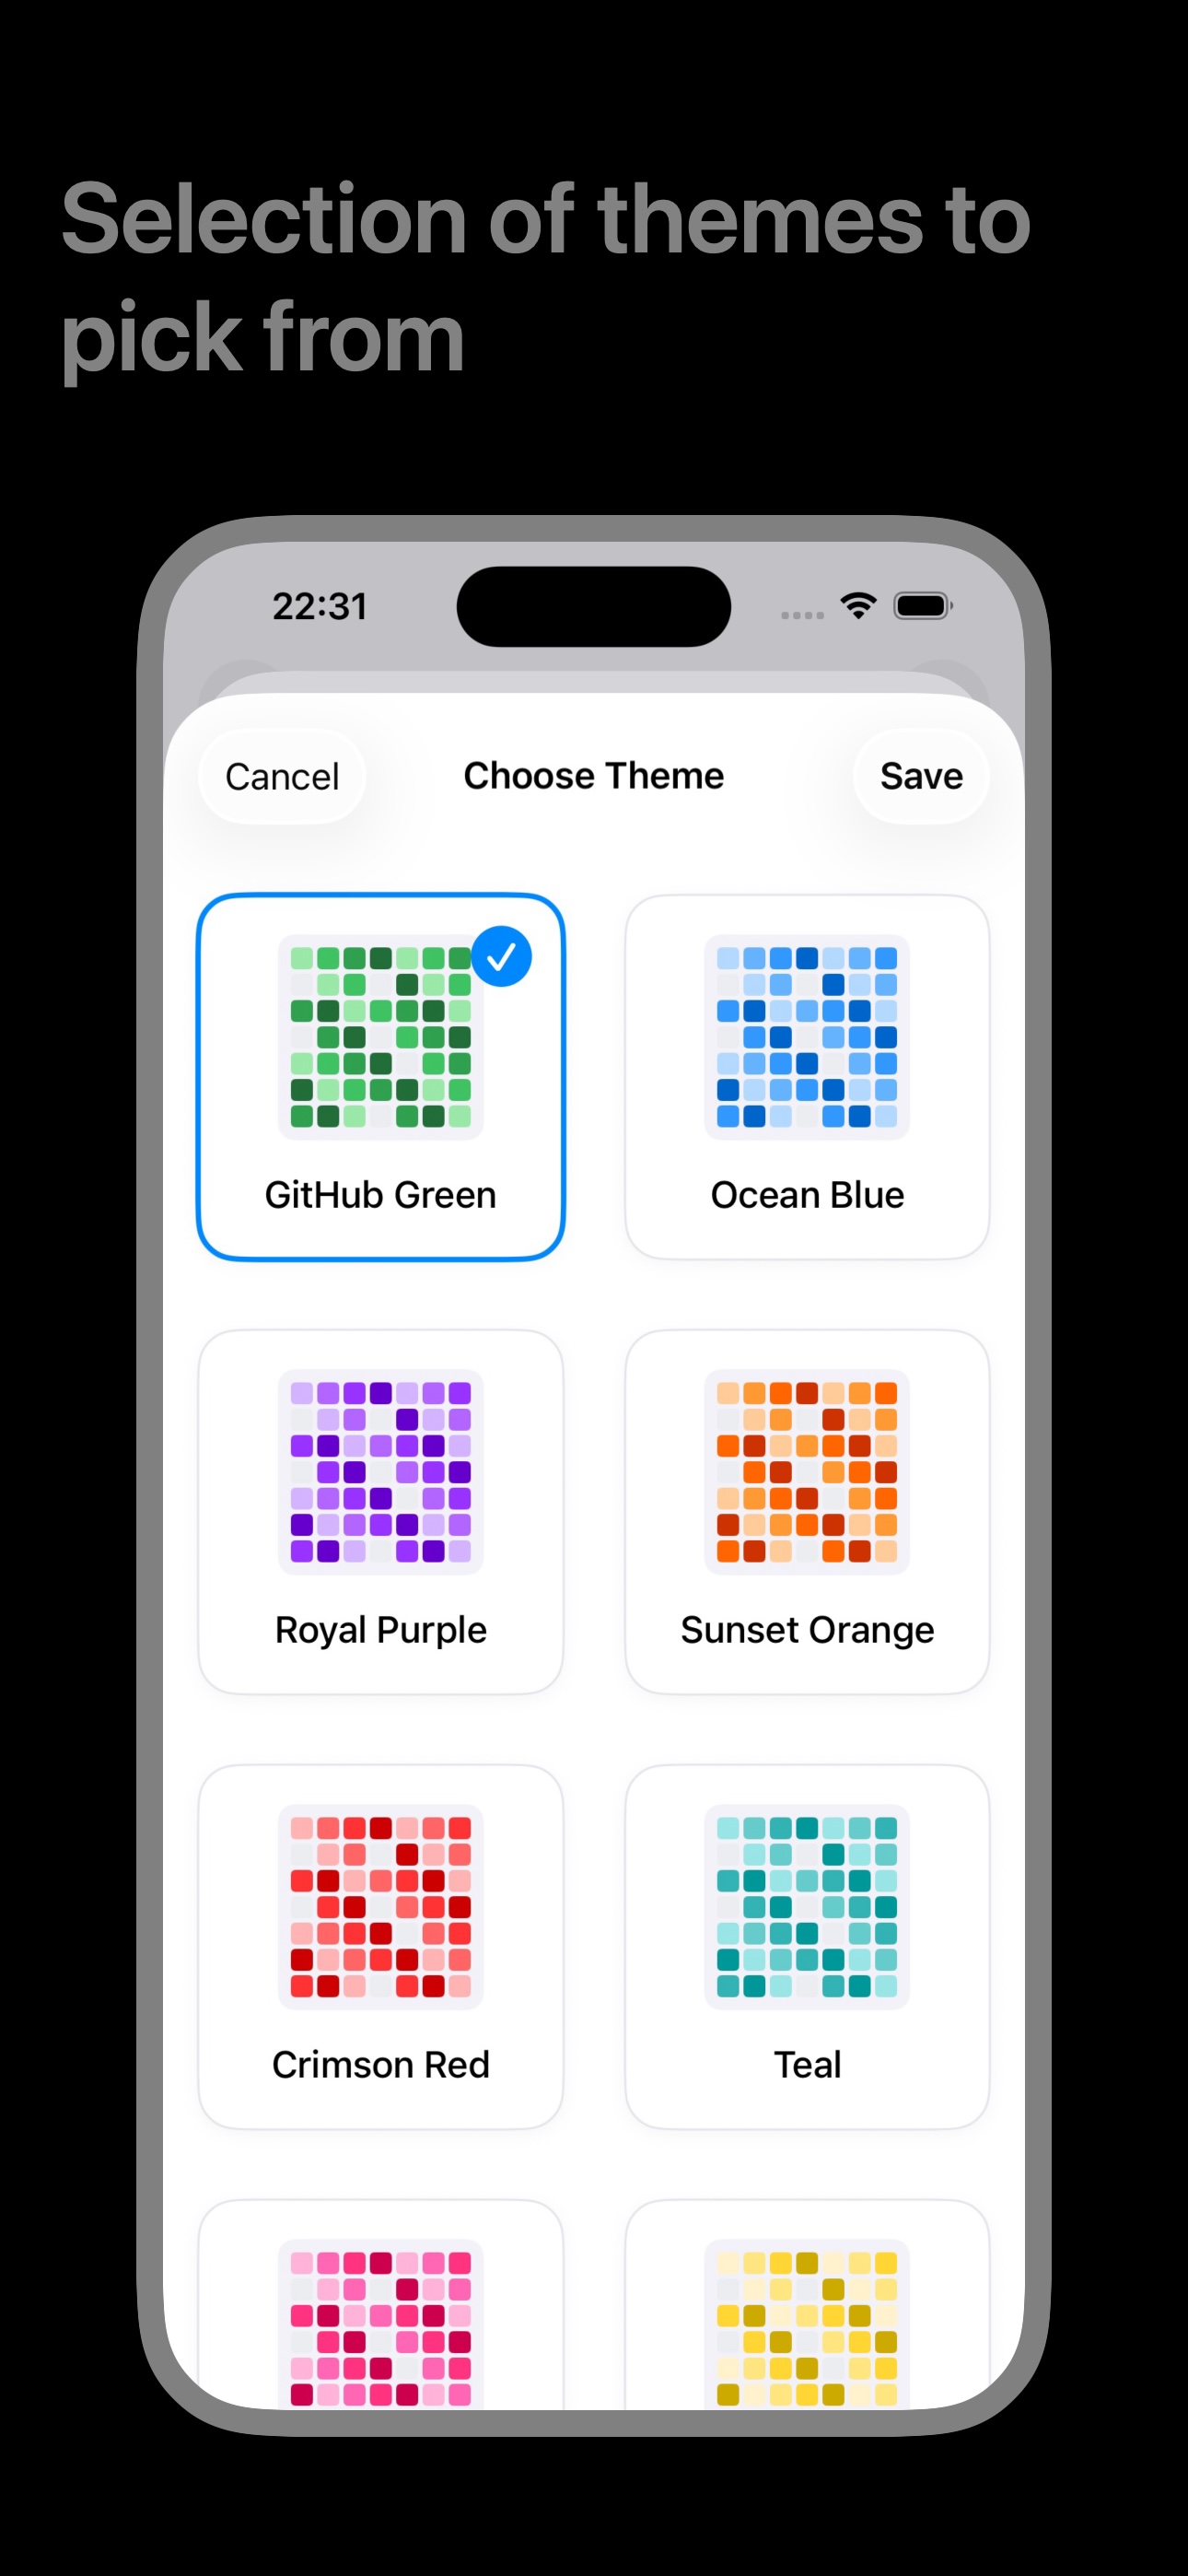 Selection of themes to
pick from
22:31
Cancel
Choose Theme
Save
GitHub Green
Ocean Blue
Royal Purple
Sunset Orange
Crimson Red
Teal